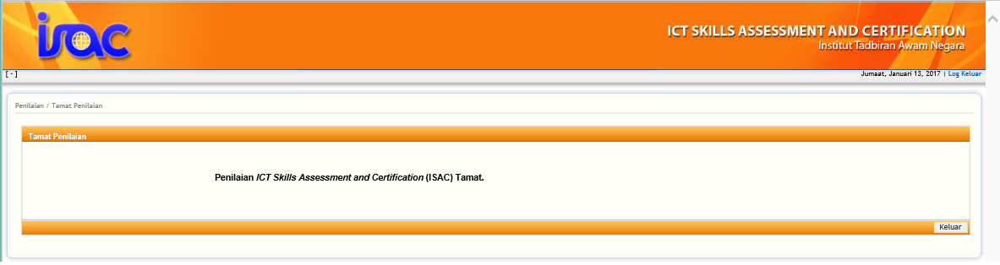 isac
ICT SKILLS ASSESSMENT AND CERTIFICATION
Institut Tadbiran Awam Negara
[ - ]
Jumaat, Januari 13, 2017 | Log Keluar
Penilaian / Tamat Penilaian
Tamat Penilaian
Penilaian ICT Skills Assessment and Certification (ISAC) Tamat.
Keluar